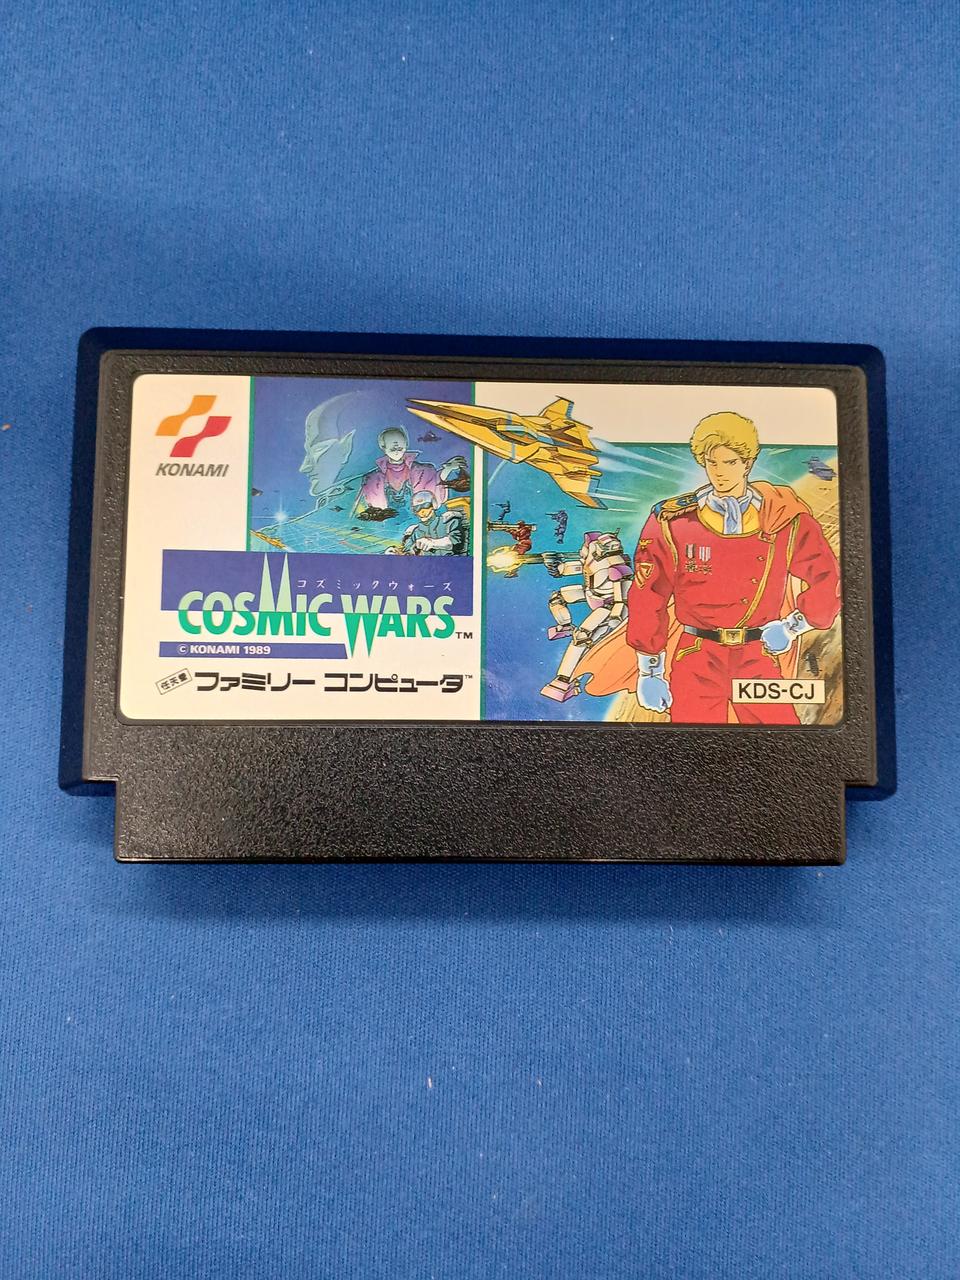 KONAMI
コズミックウォーズ
COSMIC WARS™
© KONAMI 1989
任天堂 ファミリー コンピュータ™
KDS-CJ